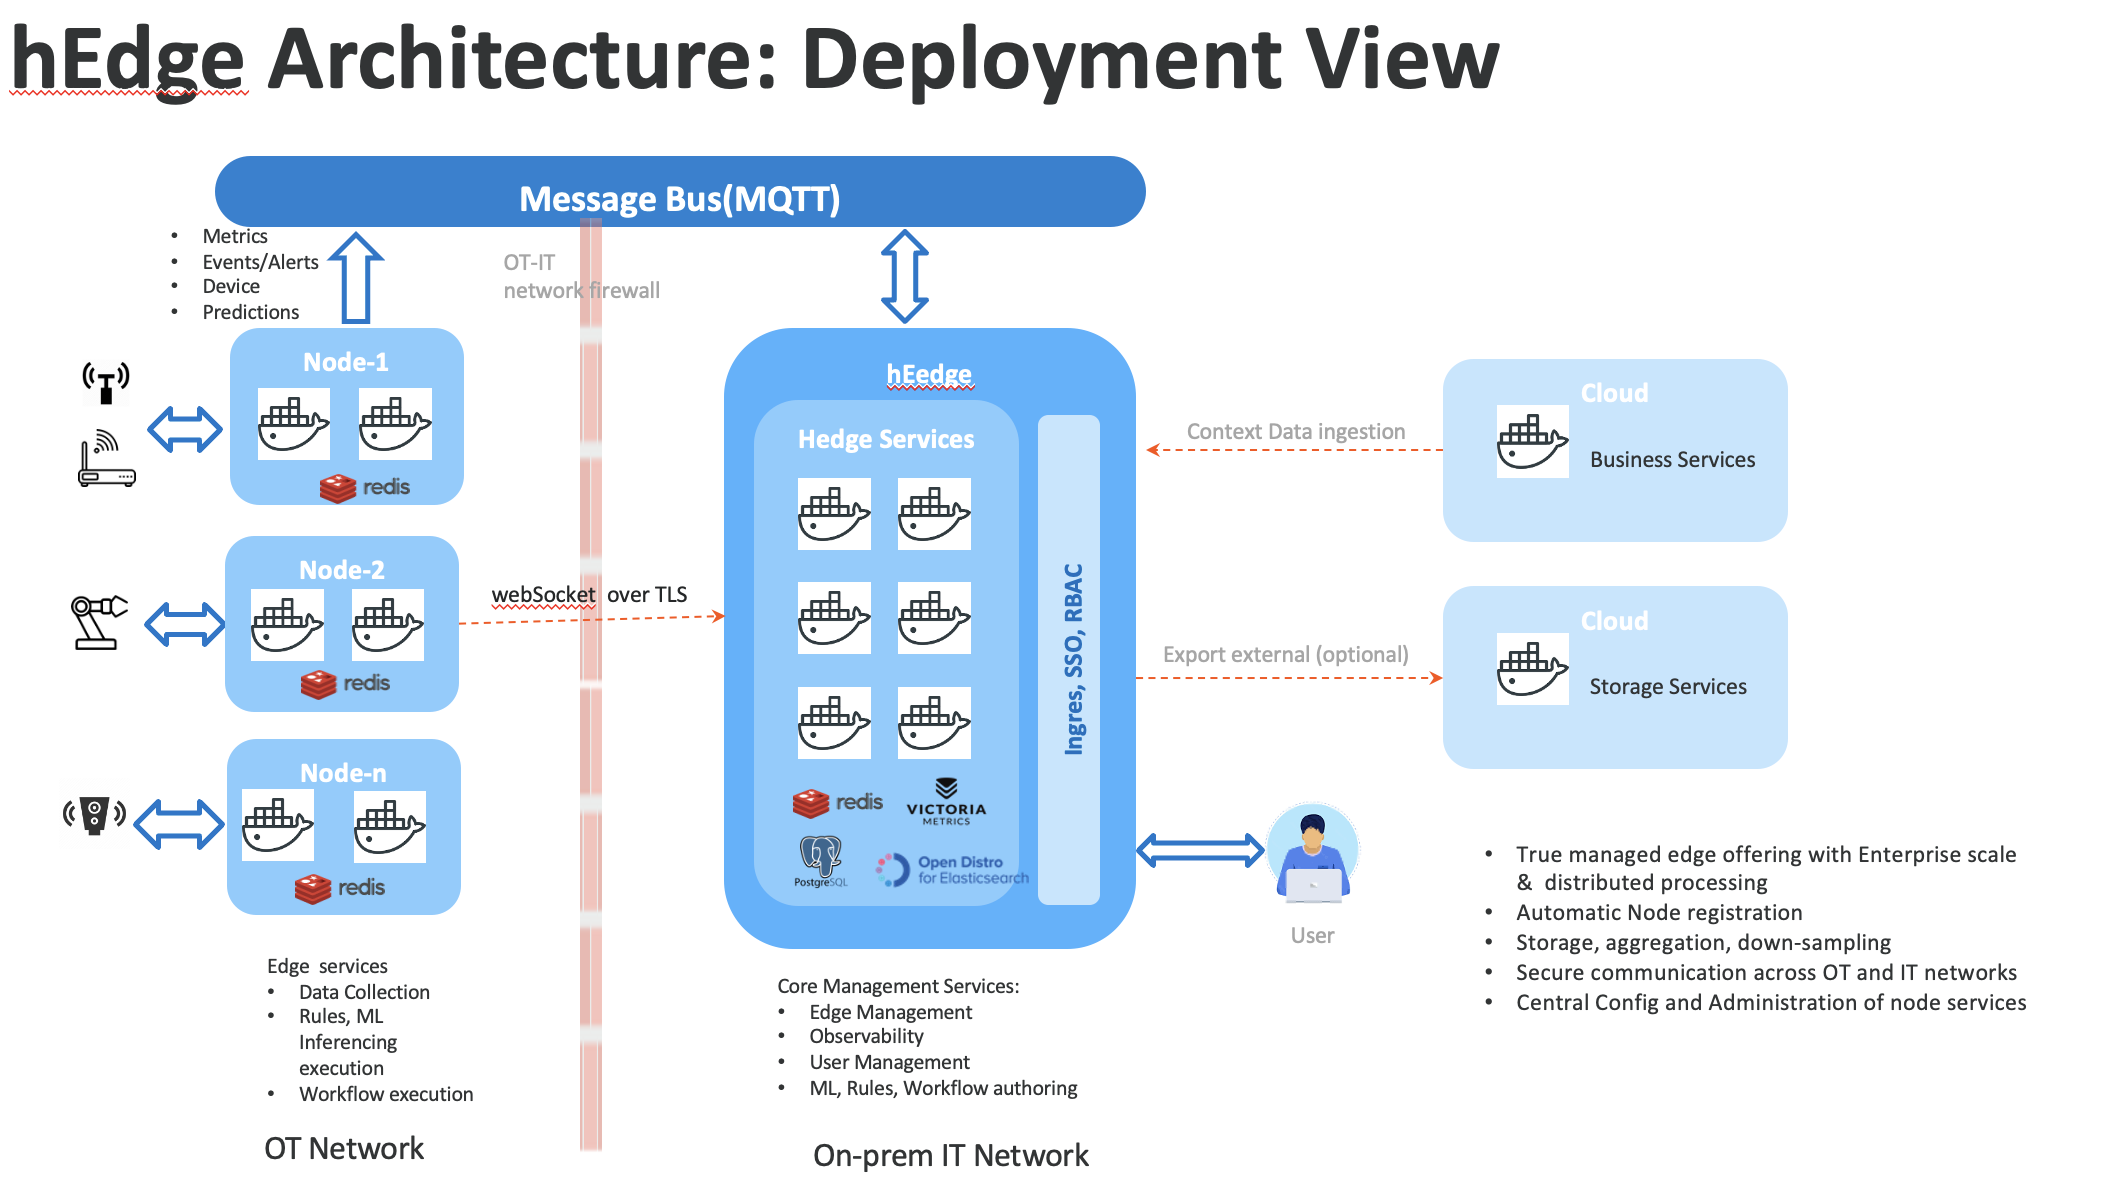 hEdge Architecture: Deployment View
Message Bus(MQTT)
• Metrics
• Events/Alerts
• Device
• Predictions
OT-IT
network firewall
Node-1
redis
Node-2
redis
Node-n
redis
webSocket over TLS
hEedge
Hedge Services
redis
VICTORIA
METRICS
PostgreSQL
Open Distro
for Elasticsearch
Ingres, SSO, RBAC
Context Data ingestion
Cloud
Business Services
Export external (optional)
Cloud
Storage Services
User
• True managed edge offering with Enterprise scale
& distributed processing
• Automatic Node registration
• Storage, aggregation, down-sampling
• Secure communication across OT and IT networks
• Central Config and Administration of node services
Edge services
• Data Collection
• Rules, ML
Inferencing
execution
• Workflow execution
OT Network
Core Management Services:
• Edge Management
• Observability
• User Management
• ML, Rules, Workflow authoring
On-prem IT Network